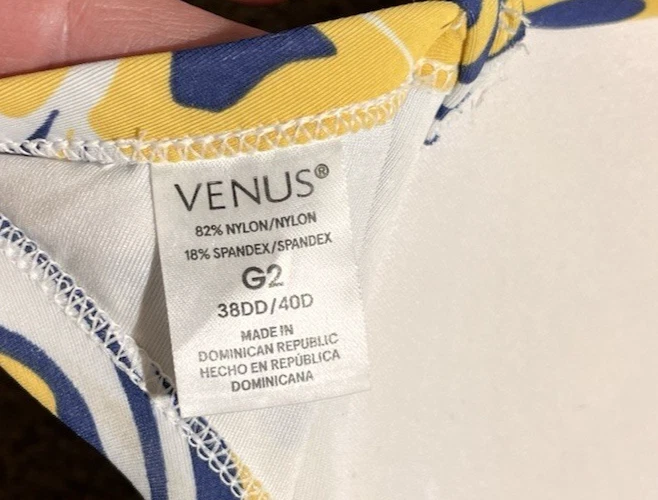 VENUS®
82% NYLON/NYLON
18% SPANDEX/SPANDEX
G2
38DD/40D
MADE IN
DOMINICAN REPUBLIC
HECHO EN REPÚBLICA
DOMINICANA